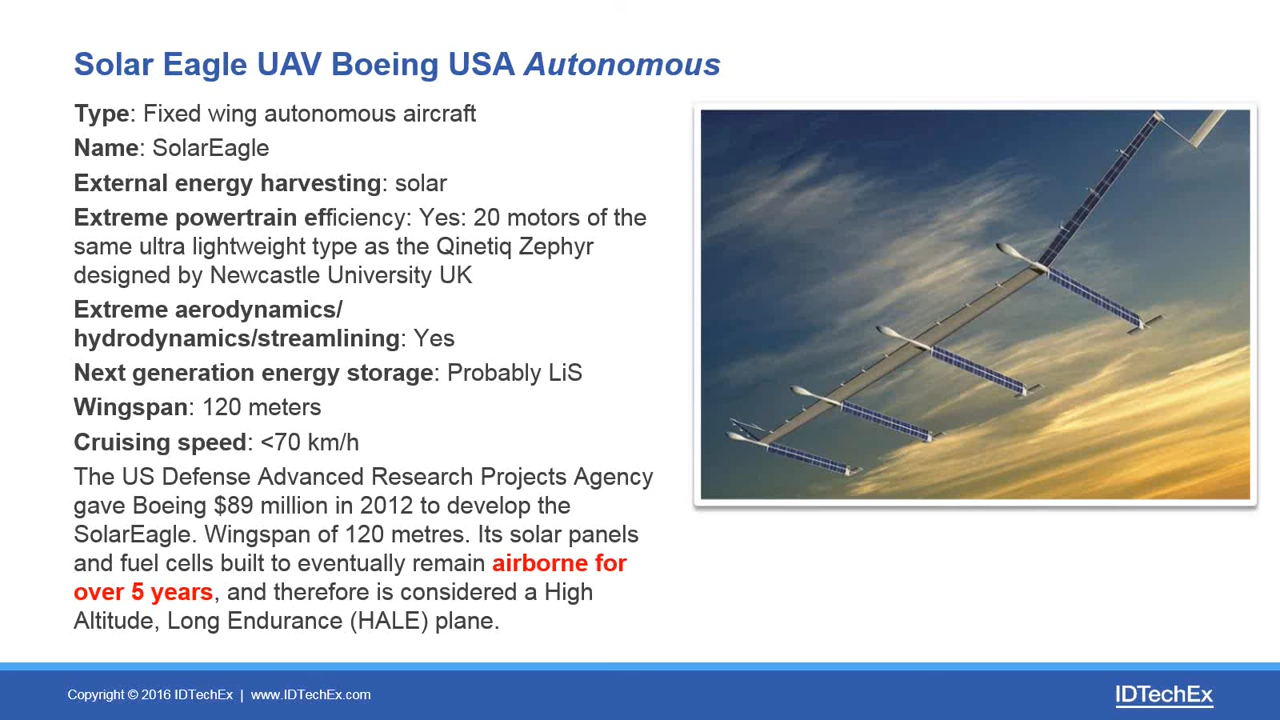 Solar Eagle UAV Boeing USA Autonomous
Type: Fixed wing autonomous aircraft
Name: SolarEagle
External energy harvesting: solar
Extreme powertrain efficiency: Yes: 20 motors of the
same ultra lightweight type as the Qinetiq Zephyr
designed by Newcastle University UK
Extreme aerodynamics/
hydrodynamics/streamlining: Yes
Next generation energy storage: Probably LiS
Wingspan: 120 meters
Cruising speed: <70 km/h
The US Defense Advanced Research Projects Agency
gave Boeing $89 million in 2012 to develop the
SolarEagle. Wingspan of 120 metres. Its solar panels
and fuel cells built to eventually remain airborne for
over 5 years, and therefore is considered a High
Altitude, Long Endurance (HALE) plane.
Copyright © 2016 IDTechEx | www.IDTechEx.com
IDTechEx